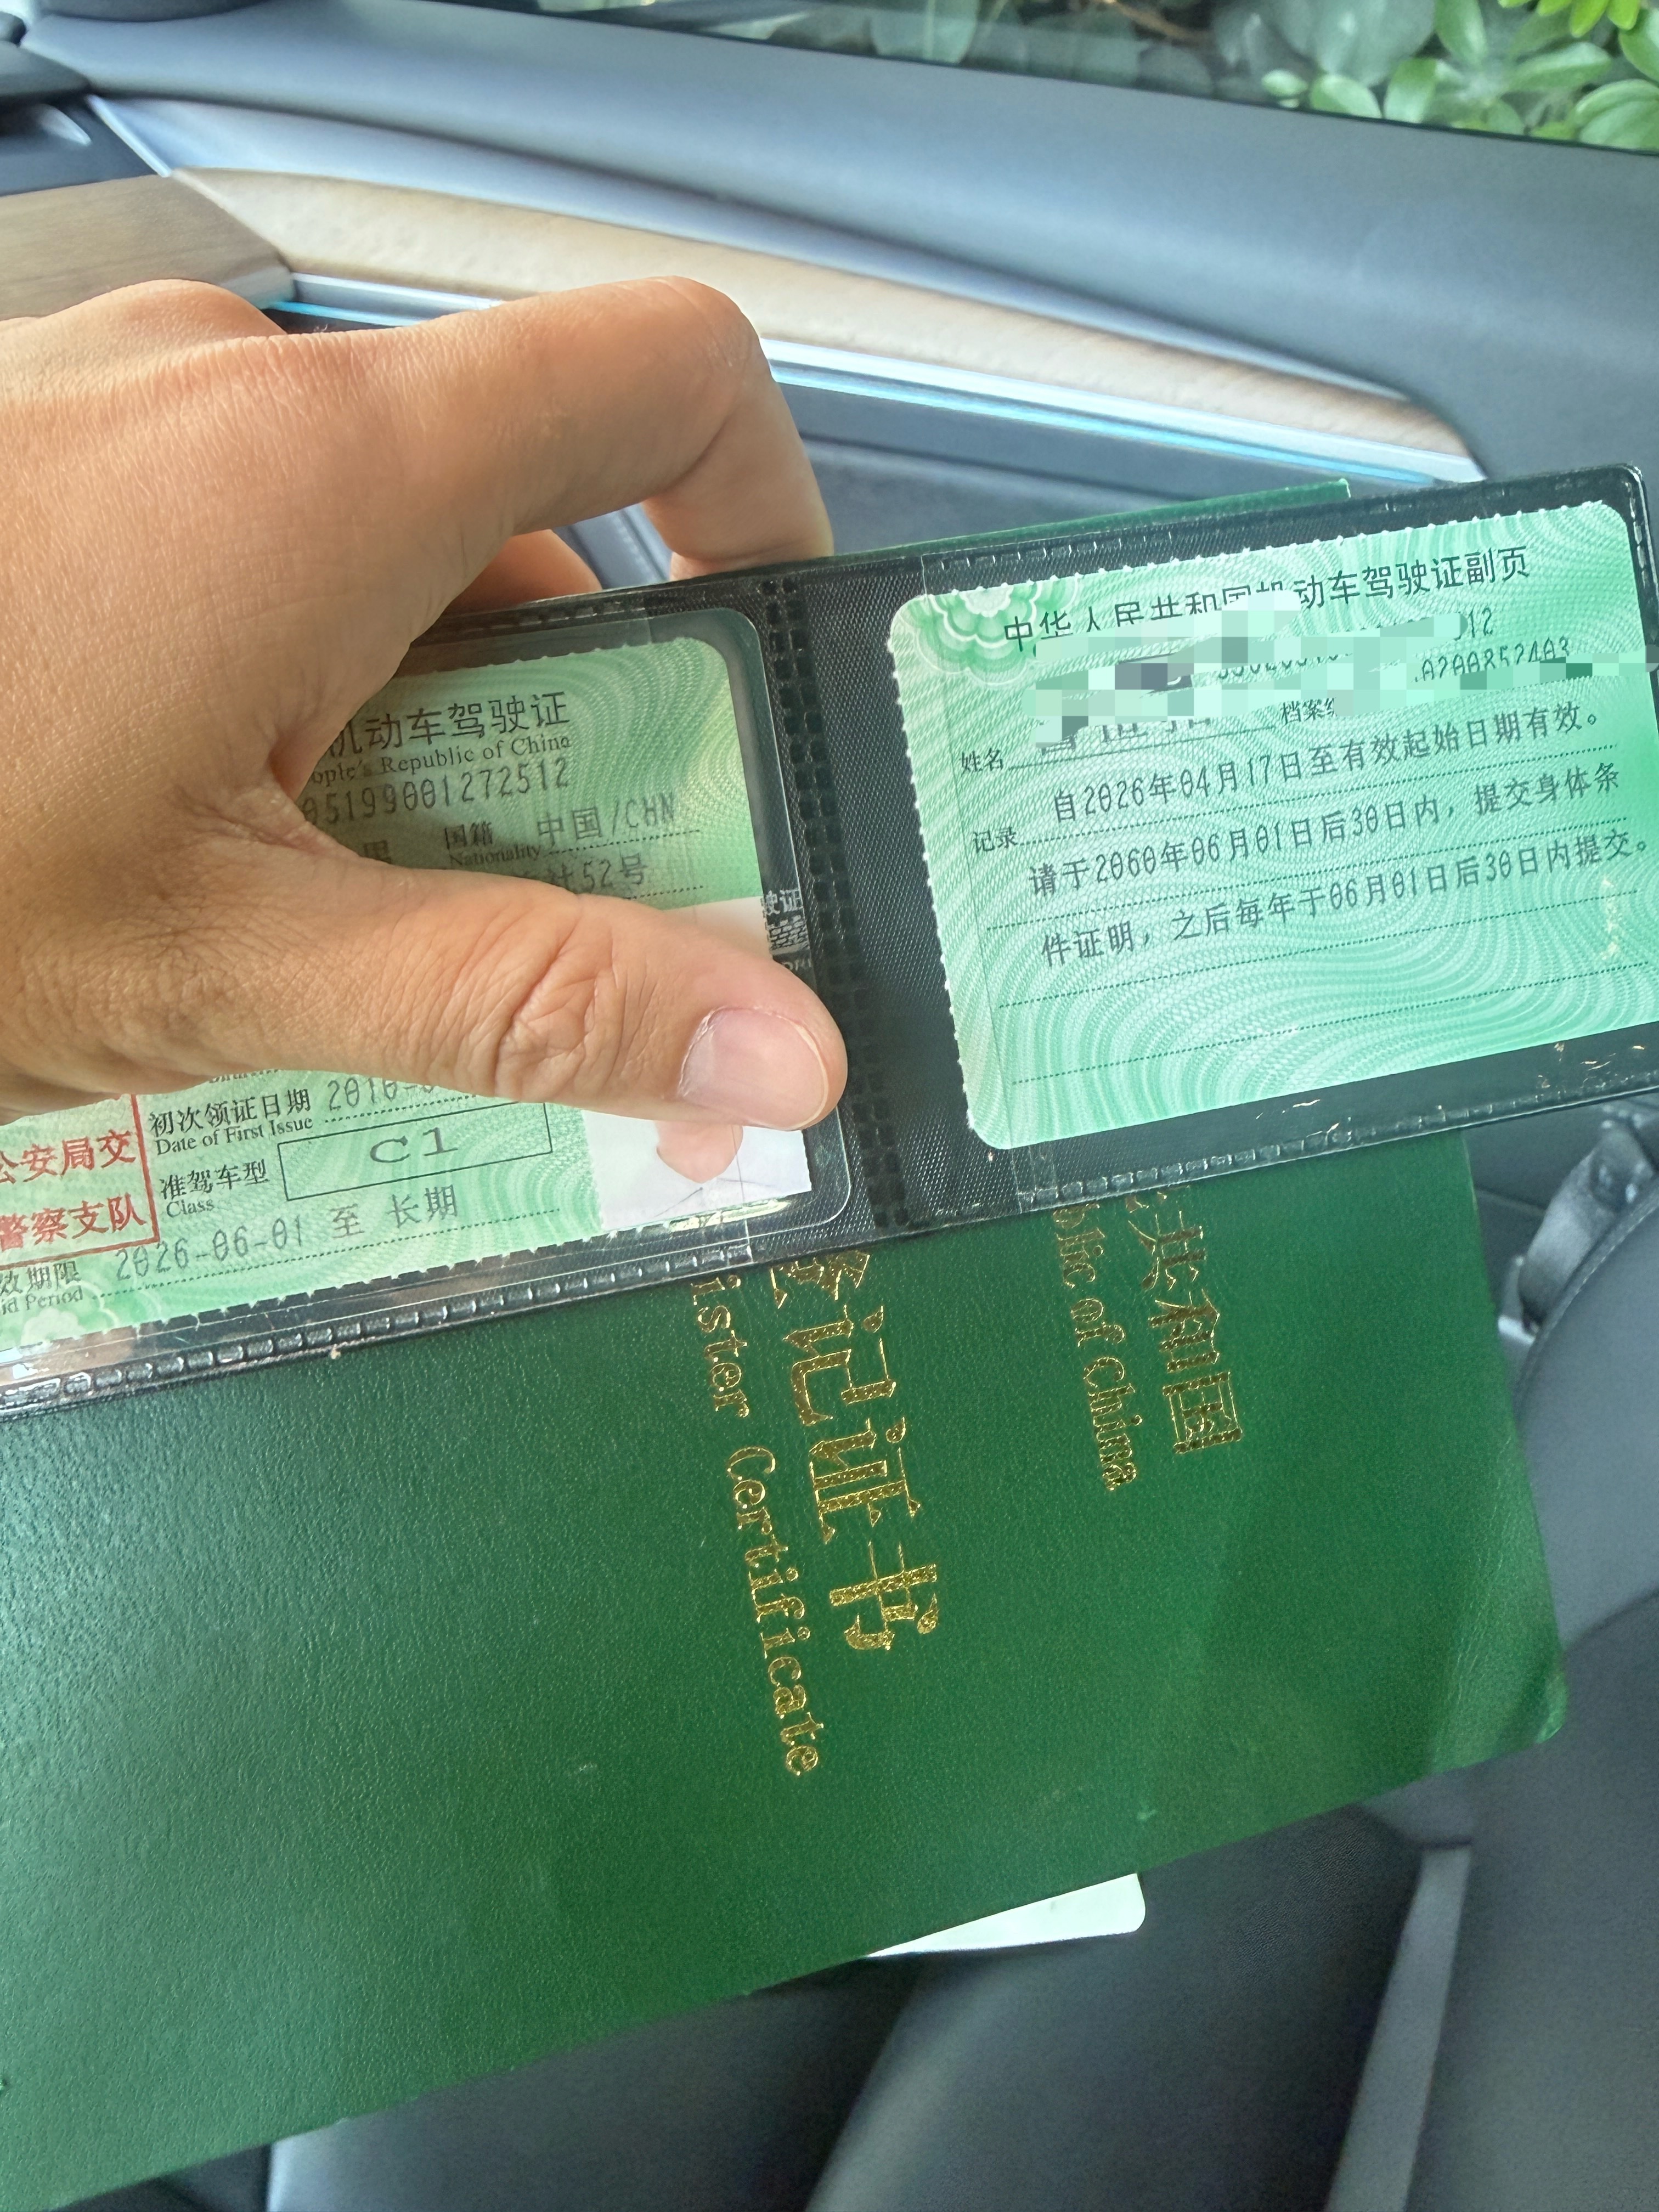 机动车驾驶证
ople's Republic of China
05199001272512
国籍 中国/CHN
Nationality
52号
驶证
初次领证日期 2010-
Date of First Issue
准驾车型 C1
Class
公安局交
警察支队
效期限 2026-06-01 至 长期
id Period
中华人民共和国机动车驾驶证副页
012
姓名 档案编
记录 自2026年04月17日至有效起始日期有效。
请于2060年06月01日后30日内，提交身体条
件证明，之后每年于06月01日后30日内提交。
共和国
blic of China
登记证书
ister Certificate